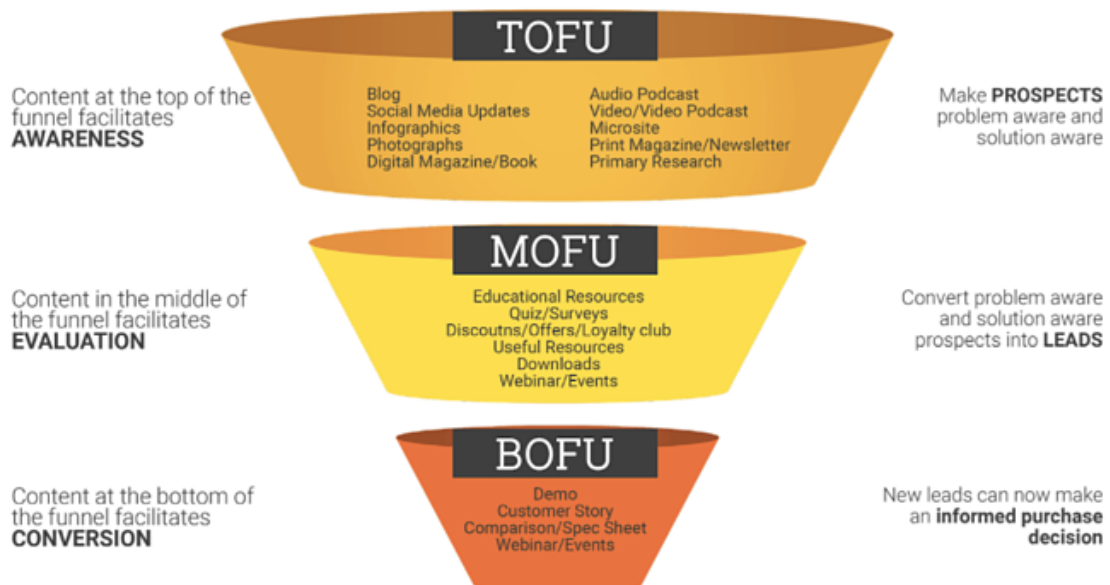 TOFU
Content at the top of the
funnel facilitates
AWARENESS
Blog
Social Media Updates
Infographics
Photographs
Digital Magazine/Book
Audio Podcast
Video/Video Podcast
Microsite
Print Magazine/Newsletter
Primary Research
Make PROSPECTS
problem aware and
solution aware
MOFU
Content in the middle of
the funnel facilitates
EVALUATION
Educational Resources
Quiz/Surveys
Discoutns/Offers/Loyalty club
Useful Resources
Downloads
Webinar/Events
Convert problem aware
and solution aware
prospects into LEADS
BOFU
Content at the bottom of
the funnel facilitates
CONVERSION
Demo
Customer Story
Comparison/Spec Sheet
Webinar/Events
New leads can now make
an informed purchase
decision